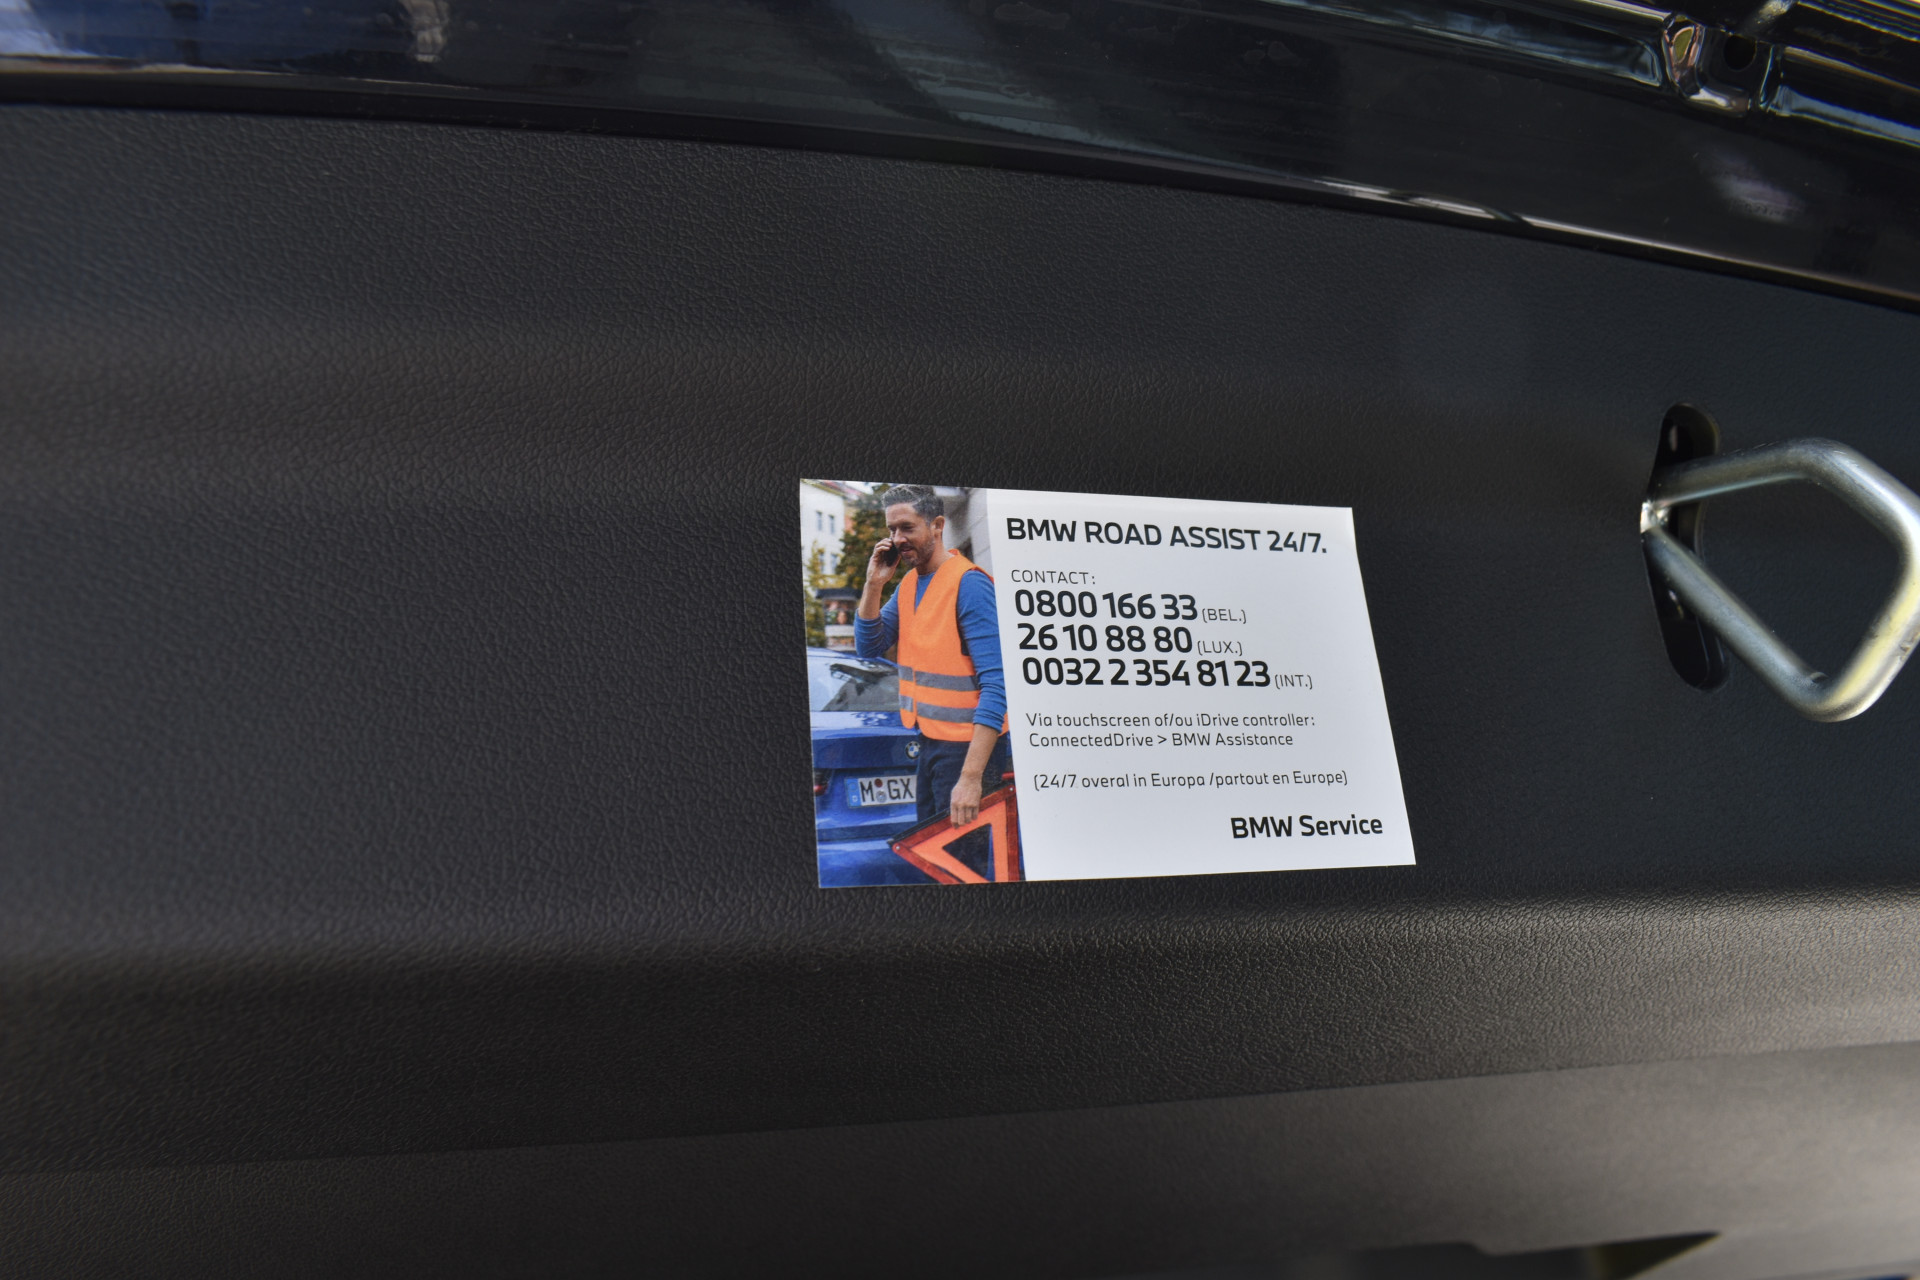 BMW ROAD ASSIST 24/7.
CONTACT:
0800 166 33 (BEL.)
26 10 88 80 (LUX.)
0032 2 354 81 23 (INT.)
Via touchscreen of/ou iDrive controller:
ConnectedDrive > BMW Assistance
(24/7 overal in Europa /partout en Europe)
BMW Service
M GX